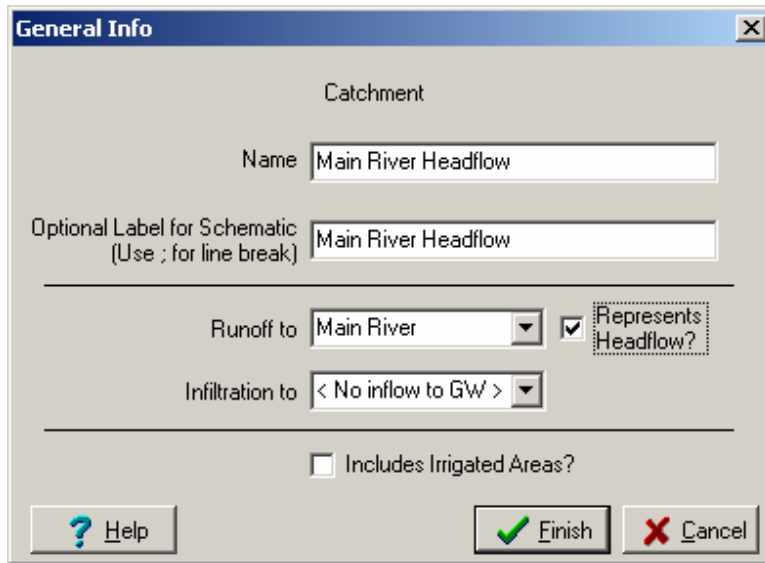 General Info
Catchment
Name Main River Headflow
Optional Label for Schematic
(Use ; for line break) Main River Headflow
Runoff to Main River Represents
Headflow?
Infiltration to < No inflow to GW >
Includes Irrigated Areas?
? Help Finish Cancel